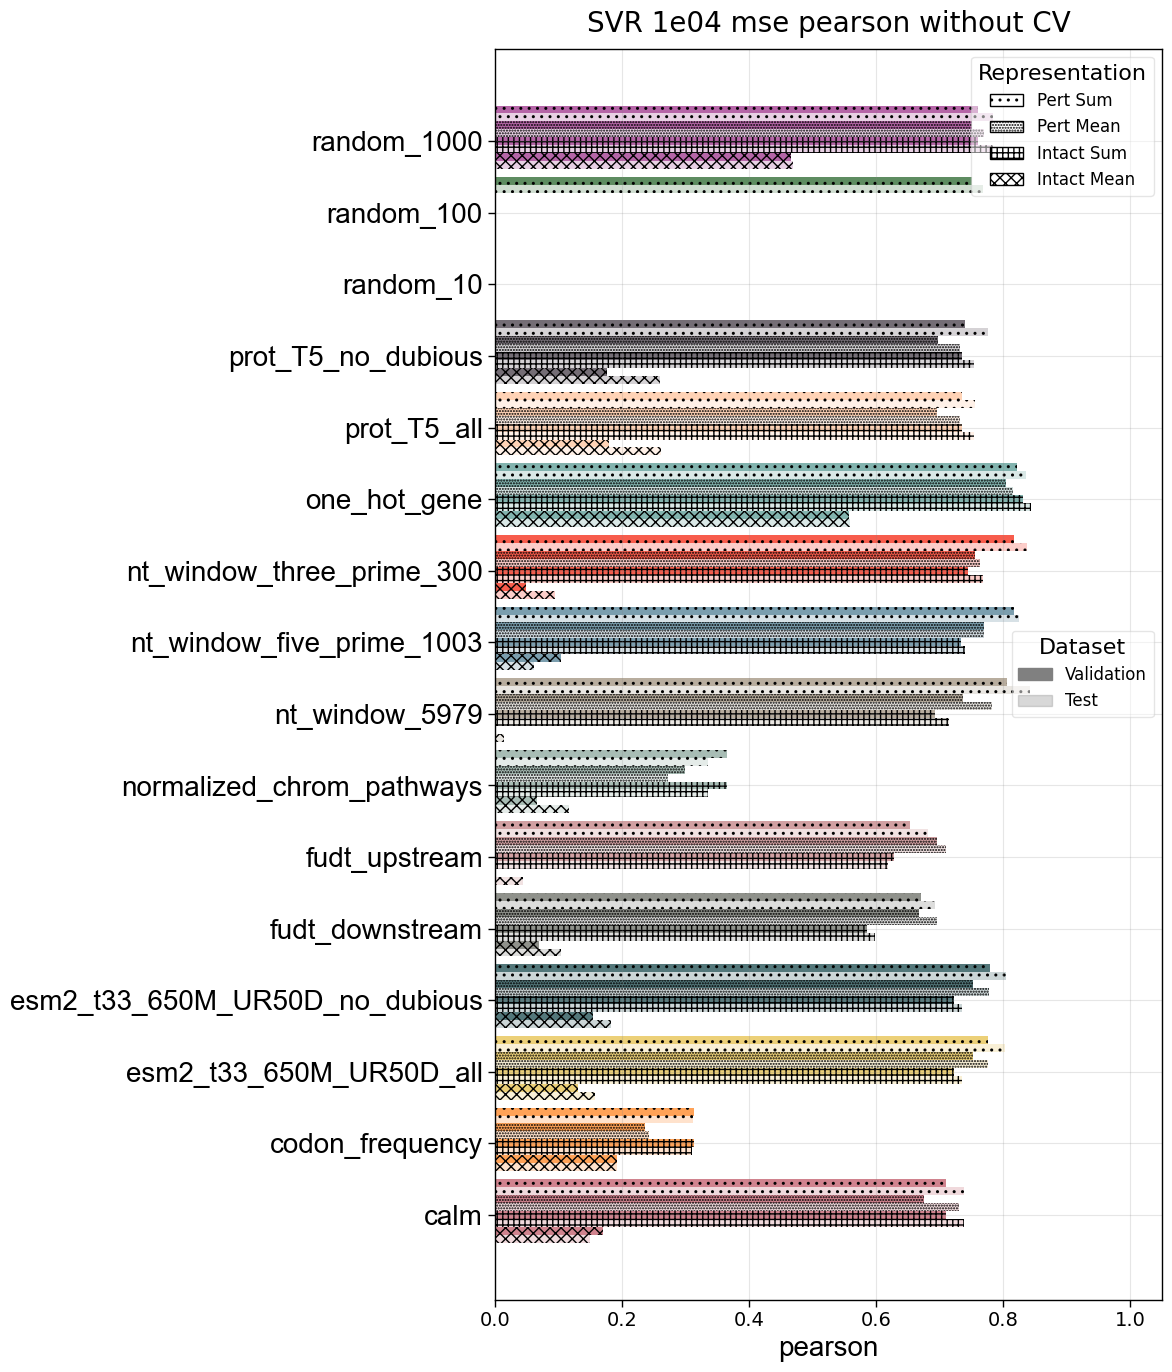 SVR 1e04 mse pearson without CV
Representation
Pert Sum
Pert Mean
Intact Sum
Intact Mean
random_1000
random_100
random_10
prot_T5_no_dubious
prot_T5_all
one_hot_gene
nt_window_three_prime_300
nt_window_five_prime_1003
Dataset
Validation
Test
nt_window_5979
normalized_chrom_pathways
fudt_upstream
fudt_downstream
esm2_t33_650M_UR50D_no_dubious
esm2_t33_650M_UR50D_all
codon_frequency
calm
0.0 0.2 0.4 0.6 0.8 1.0
pearson